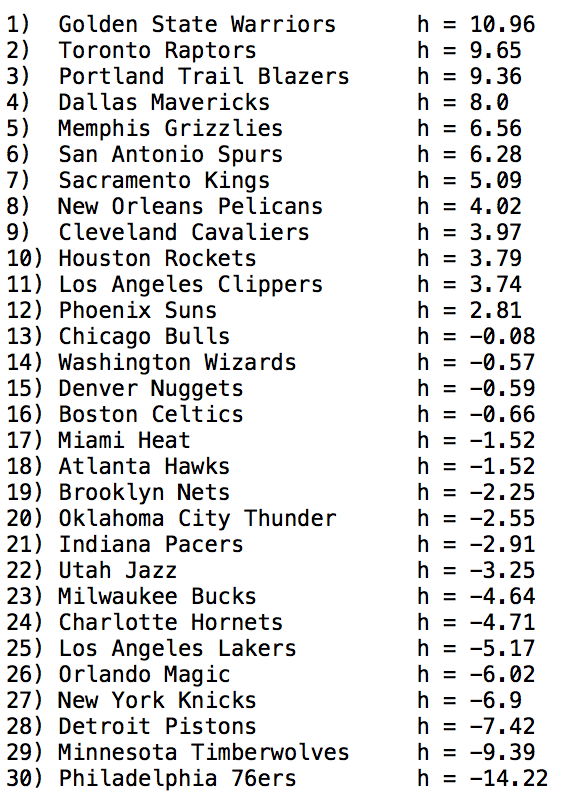 1)  Golden State Warriors      h = 10.96
2)  Toronto Raptors            h = 9.65
3)  Portland Trail Blazers     h = 9.36
4)  Dallas Mavericks           h = 8.0
5)  Memphis Grizzlies          h = 6.56
6)  San Antonio Spurs          h = 6.28
7)  Sacramento Kings           h = 5.09
8)  New Orleans Pelicans       h = 4.02
9)  Cleveland Cavaliers        h = 3.97
10) Houston Rockets            h = 3.79
11) Los Angeles Clippers       h = 3.74
12) Phoenix Suns               h = 2.81
13) Chicago Bulls              h = -0.08
14) Washington Wizards         h = -0.57
15) Denver Nuggets             h = -0.59
16) Boston Celtics             h = -0.66
17) Miami Heat                 h = -1.52
18) Atlanta Hawks              h = -1.52
19) Brooklyn Nets              h = -2.25
20) Oklahoma City Thunder      h = -2.55
21) Indiana Pacers             h = -2.91
22) Utah Jazz                  h = -3.25
23) Milwaukee Bucks            h = -4.64
24) Charlotte Hornets          h = -4.71
25) Los Angeles Lakers         h = -5.17
26) Orlando Magic              h = -6.02
27) New York Knicks            h = -6.9
28) Detroit Pistons            h = -7.42
29) Minnesota Timberwolves     h = -9.39
30) Philadelphia 76ers         h = -14.22